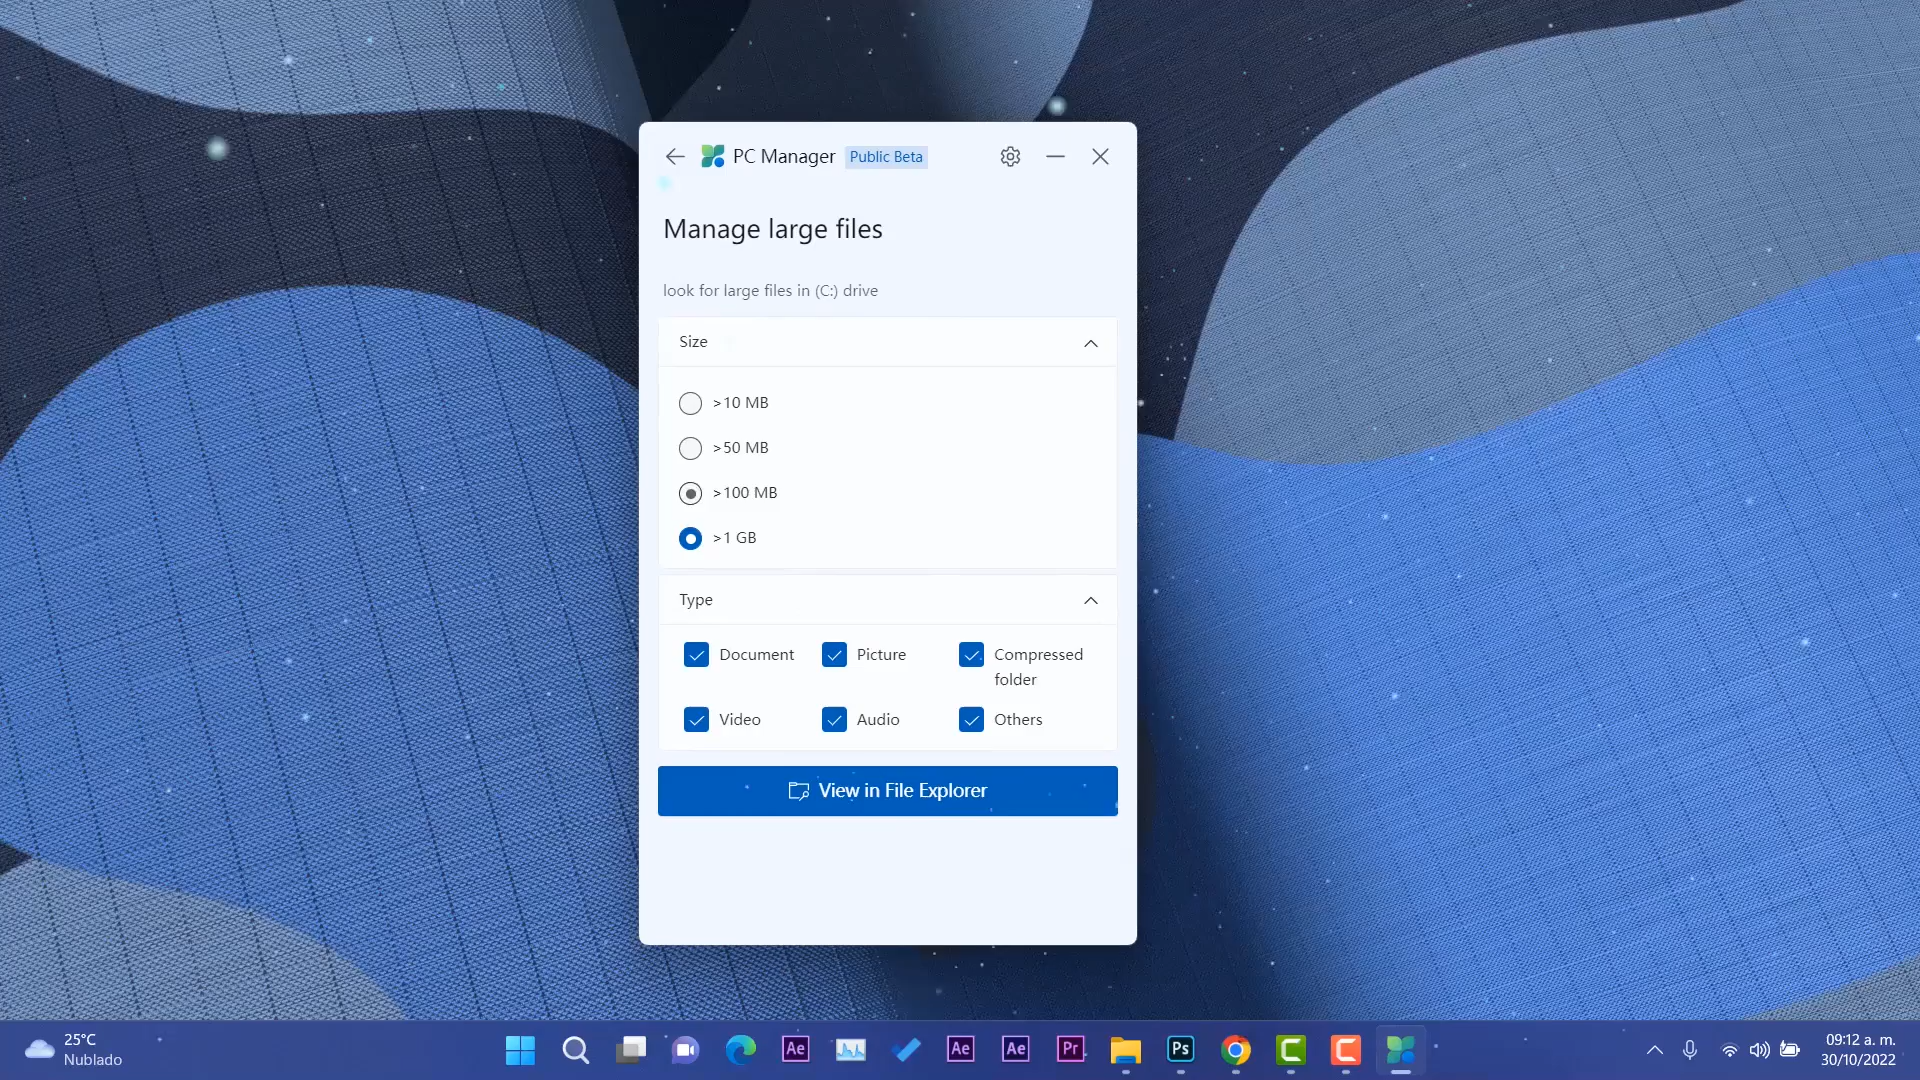 PC Manager Public Beta
Manage large files
look for large files in (C:) drive
Size
>10 MB
>50 MB
>100 MB
>1 GB
Type
Document Picture Compressed folder
Video Audio Others
View in File Explorer
25°C
Nublado
Ae Ae Ae Pr Ps C C
09:12 a. m.
30/10/2022